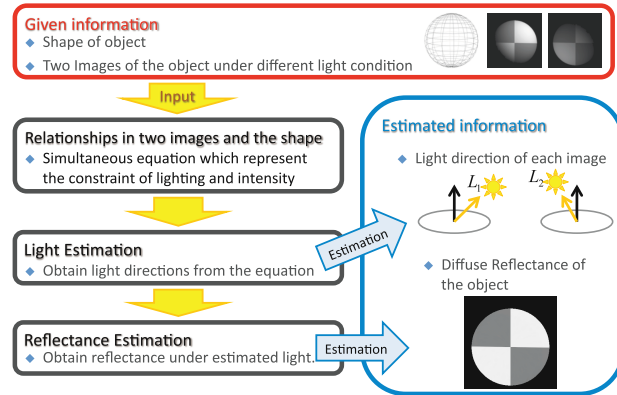 Given information
◆ Shape of object
◆ Two Images of the object under different light condition
Input
Relationships in two images and the shape
◆ Simultaneous equation which represent
the constraint of lighting and intensity
Light Estimation
◆ Obtain light directions from the equation
Estimation
Reflectance Estimation
◆ Obtain reflectance under estimated light.
Estimation
Estimated information
◆ Light direction of each image
L₁
L₂
◆ Diffuse Reflectance of
the object